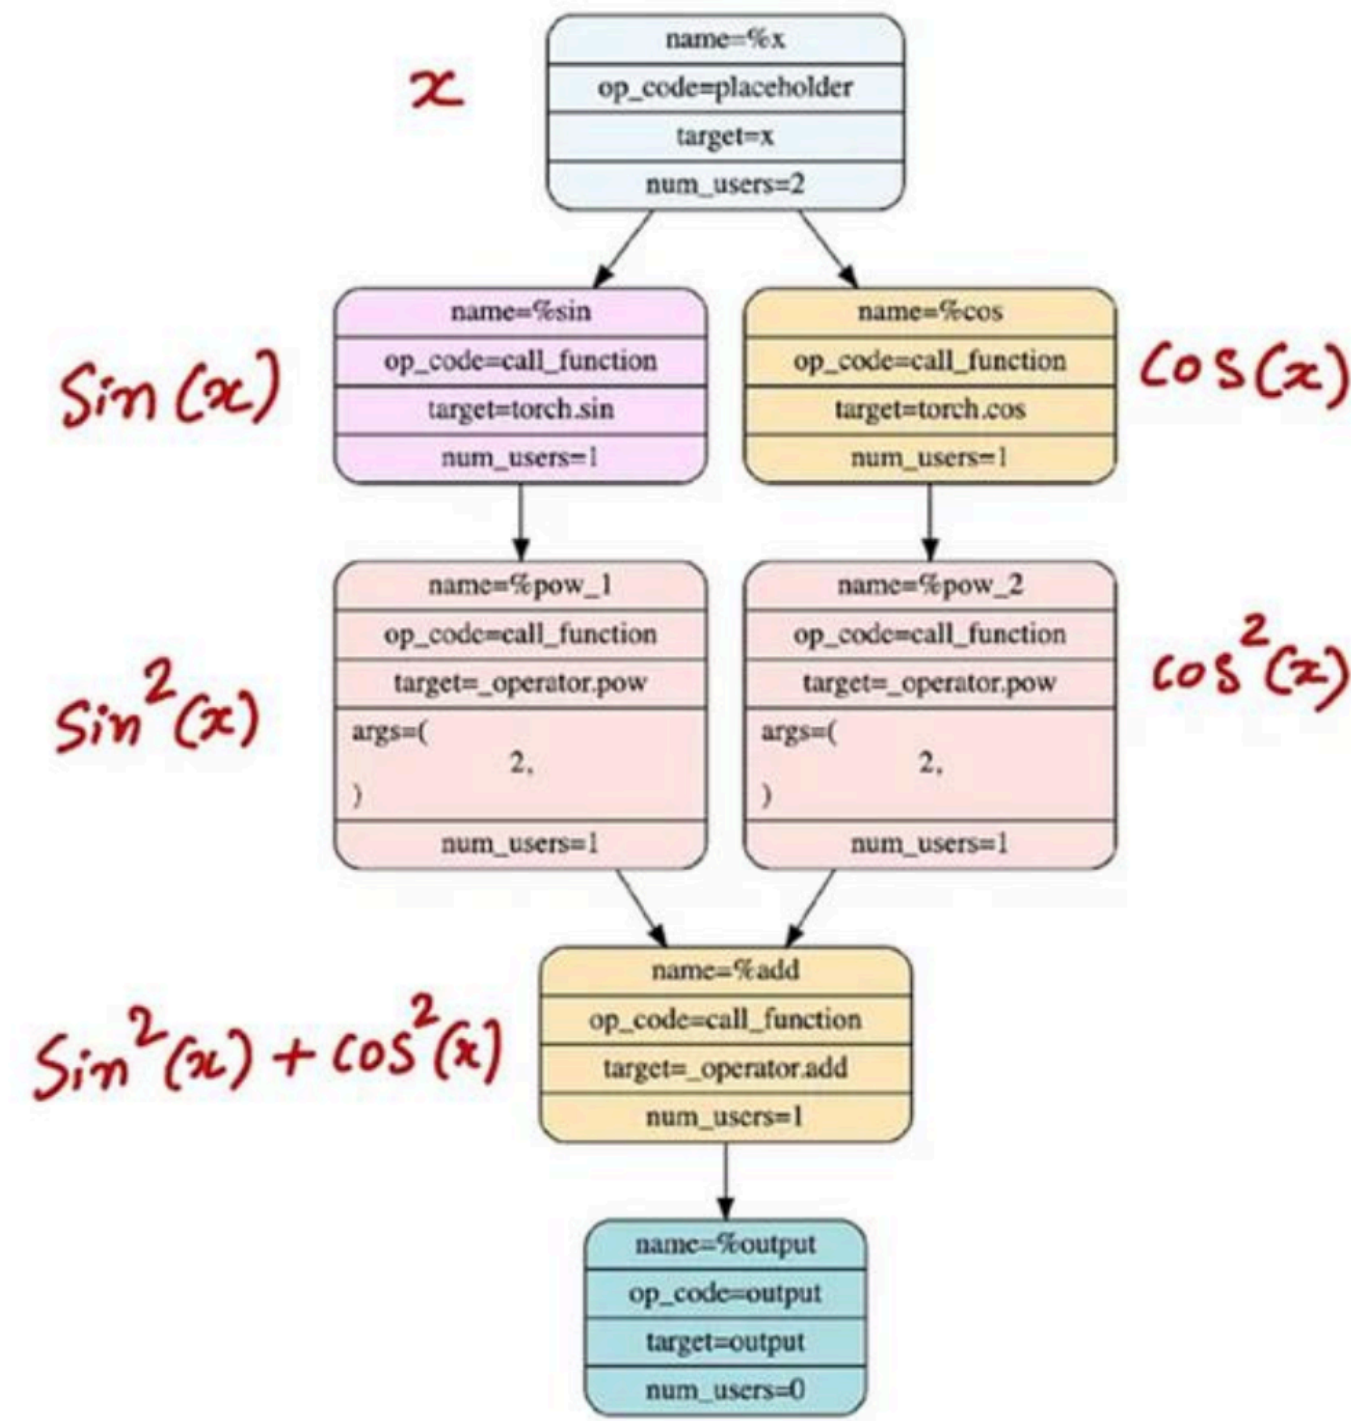 name=%x
x
op_code=placeholder
target=x
num_users=2
name=%sin
op_code=call_function
target=torch.sin
num_users=1
sin(x)
name=%cos
op_code=call_function
target=torch.cos
num_users=1
cos(x)
name=%pow_1
op_code=call_function
target=_operator.pow
args=(
2,
)
num_users=1
sin²(x)
name=%pow_2
op_code=call_function
target=_operator.pow
args=(
2,
)
num_users=1
cos²(x)
name=%add
op_code=call_function
target=_operator.add
num_users=1
sin²(x) + cos²(x)
name=%output
op_code=output
target=output
num_users=0